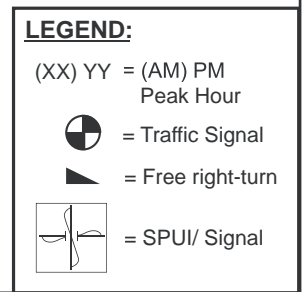 LEGEND:
(XX) YY = (AM) PM
Peak Hour
= Traffic Signal
= Free right-turn
= SPUI/ Signal